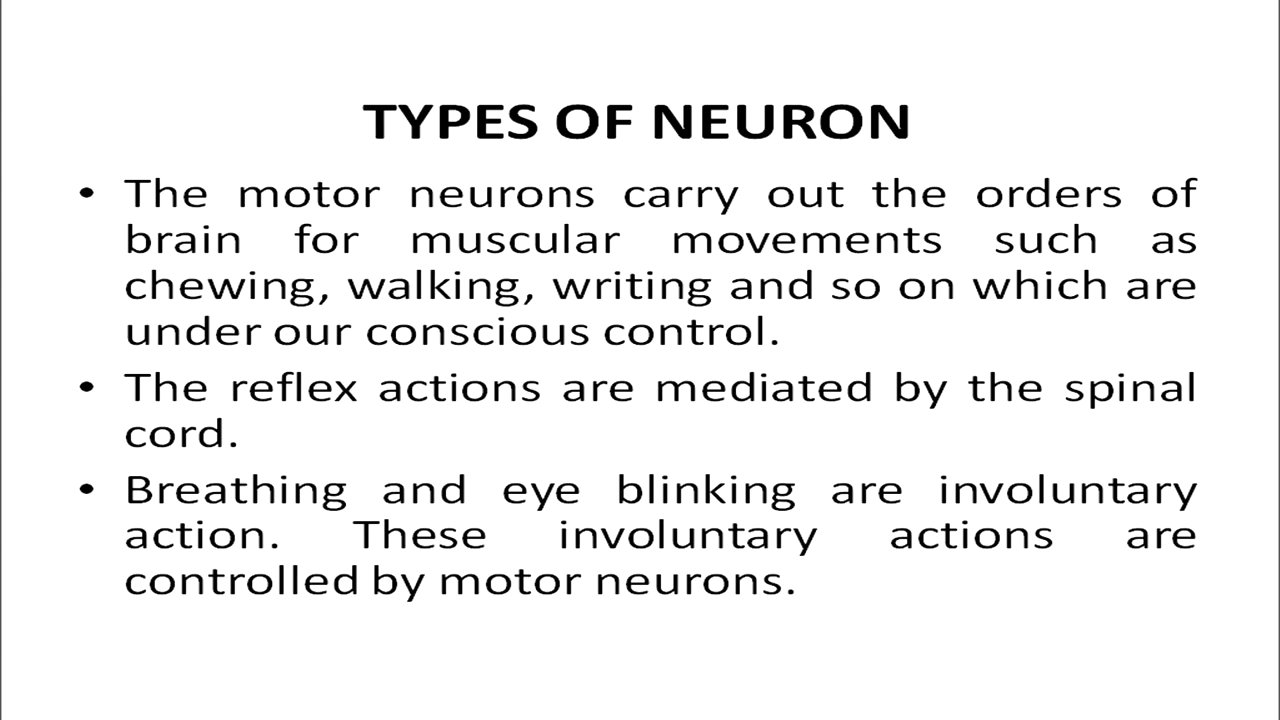 TYPES OF NEURON
• The motor neurons carry out the orders of
brain for muscular movements such as
chewing, walking, writing and so on which are
under our conscious control.
• The reflex actions are mediated by the spinal
cord.
• Breathing and eye blinking are involuntary
action. These involuntary actions are
controlled by motor neurons.